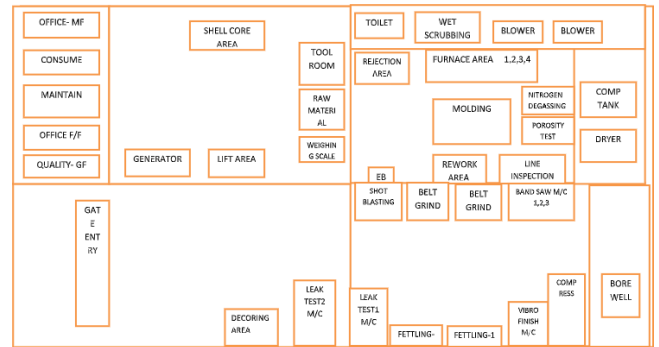 OFFICE- MF
CONSUME
MAINTAIN
OFFICE F/F
QUALITY- GF
SHELL CORE
AREA
GENERATOR
LIFT AREA
TOOL
ROOM
RAW
MATERI
AL
WEIGHIN
G SCALE
TOILET
WET
SCRUBBING
BLOWER
BLOWER
REJECTION
AREA
FURNACE AREA 1,2,3,4
MOLDING
NITROGEN
DEGASSING
POROSITY
TEST
COMP
TANK
DRYER
EB
REWORK
AREA
LINE
INSPECTION
SHOT
BLASTING
BELT
GRIND
BELT
GRIND
BAND SAW M/C
1,2,3
GAT
E
ENT
RY
DECORING
AREA
LEAK
TEST2
M/C
LEAK
TEST1
M/C
FETTLING-
FETTLING-1
VIBRO
FINISH
M/C
COMP
RESS
BORE
WELL